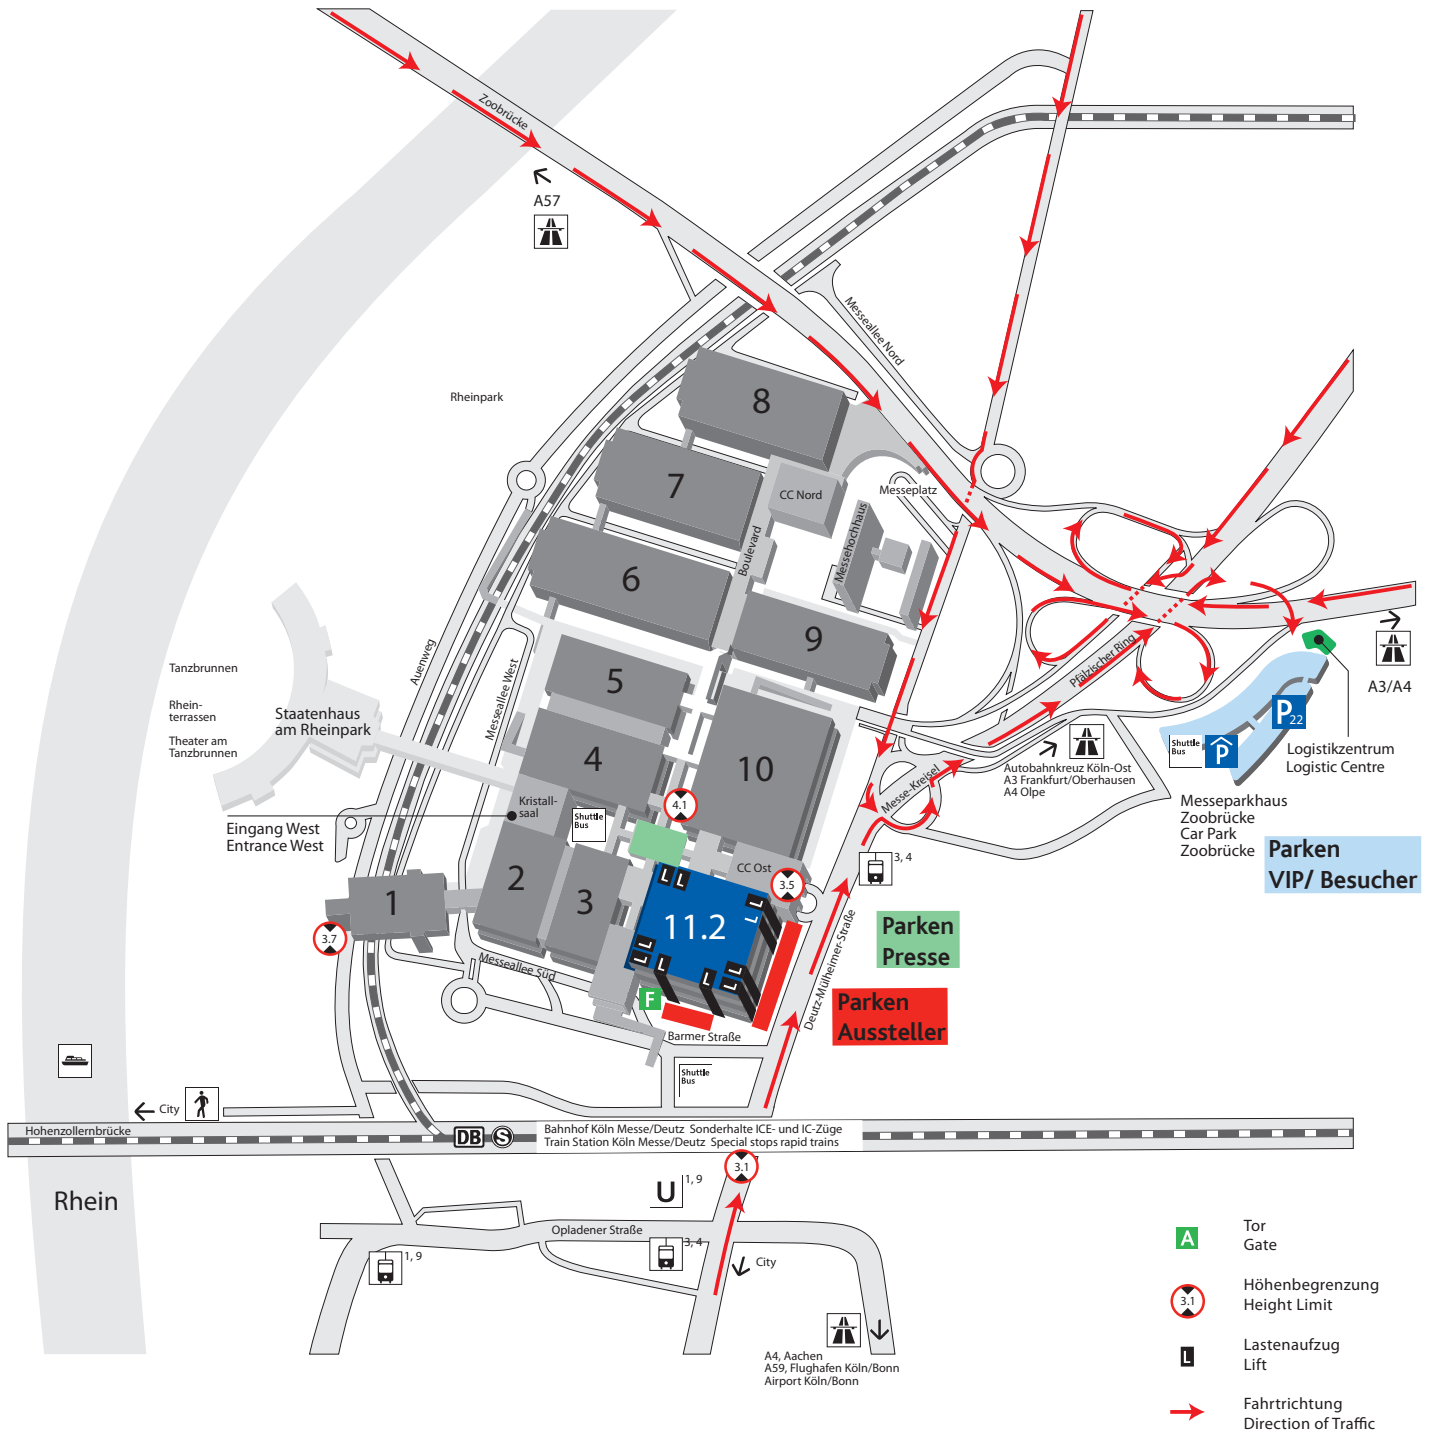 Zoobrücke
A57
Messeallee Nord
Rheinpark
8
7
CC Nord
Messeplatz
Boulevard
Messehochhaus
6
9
Auenweg
Messeallee West
5
Tanzbrunnen
Rhein-
terrassen
Theater am
Tanzbrunnen
Staatenhaus
am Rheinpark
Pfälzischer Ring
A3/A4
P22
Shuttle
Bus
P
Logistikzentrum
Logistic Centre
4
10
Autobahnkreuz Köln-Ost
A3 Frankfurt/Oberhausen
A4 Olpe
Messe-Kreisel
Messeparkhaus
Zoobrücke
Car Park
Zoobrücke
Parken
VIP/ Besucher
Kristall-
saal
Shuttle
Bus
4.1
Eingang West
Entrance West
3, 4
CC Ost
3.5
1
2
3
L
L
L
L
11.2
3.7
L
L
L
L
L
L
Parken
Presse
Messeallee Süd
Deutz-Mülheimer-Straße
F
Parken
Aussteller
Barmer Straße
Shuttle
Bus
City
Hohenzollernbrücke
DB
S
Bahnhof Köln Messe/Deutz Sonderhalte ICE- und IC-Züge
Train Station Köln Messe/Deutz Special stops rapid trains
3.1
Rhein
U
1, 9
Opladener Straße
1, 9
3, 4
City
A4, Aachen
A59, Flughafen Köln/Bonn
Airport Köln/Bonn
A
Tor
Gate
3.1
Höhenbegrenzung
Height Limit
L
Lastenaufzug
Lift
Fahrtrichtung
Direction of Traffic